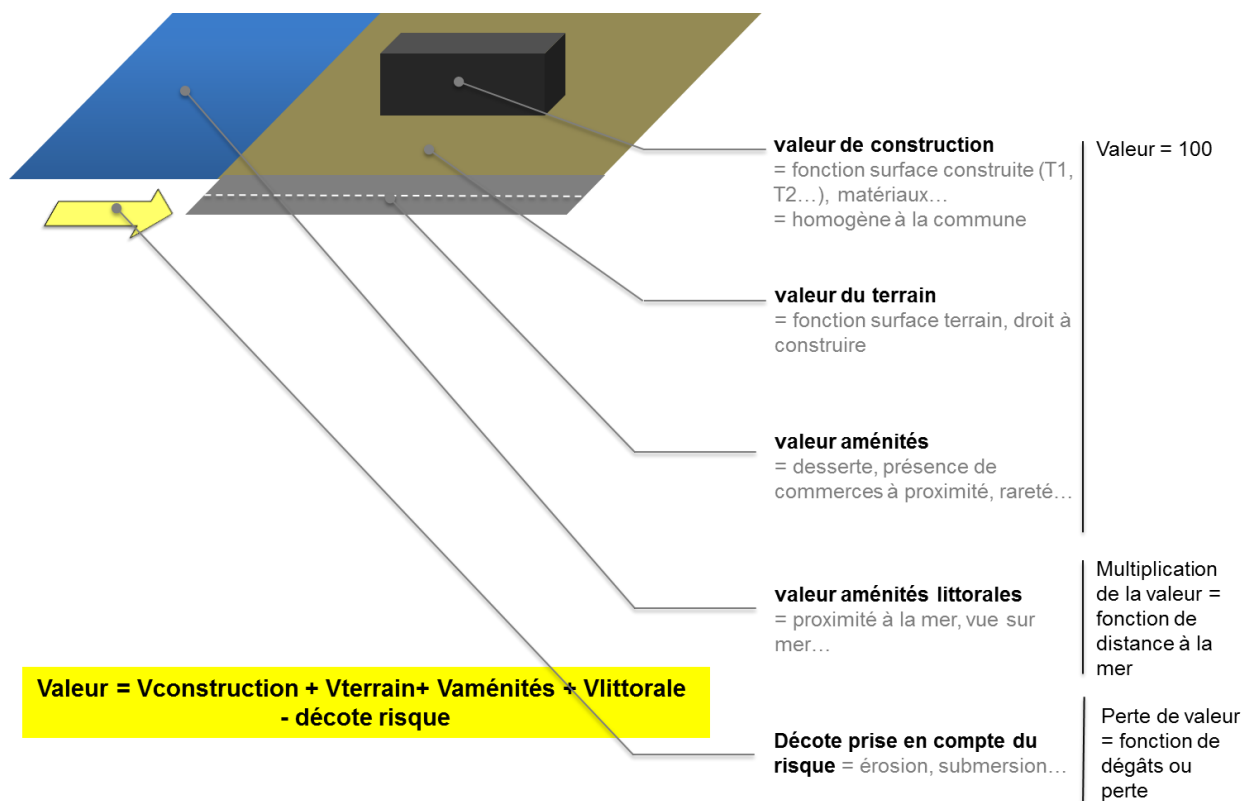 valeur de construction
= fonction surface construite (T1,
T2…), matériaux…
= homogène à la commune
Valeur = 100
valeur du terrain
= fonction surface terrain, droit à
construire
valeur aménités
= desserte, présence de
commerces à proximité, rareté…
valeur aménités littorales
= proximité à la mer, vue sur
mer…
Multiplication
de la valeur =
fonction de
distance à la
mer
Valeur = Vconstruction + Vterrain+ Vaménités + Vlittorale
- décote risque
Décote prise en compte du
risque = érosion, submersion…
Perte de valeur
= fonction de
dégâts ou
perte